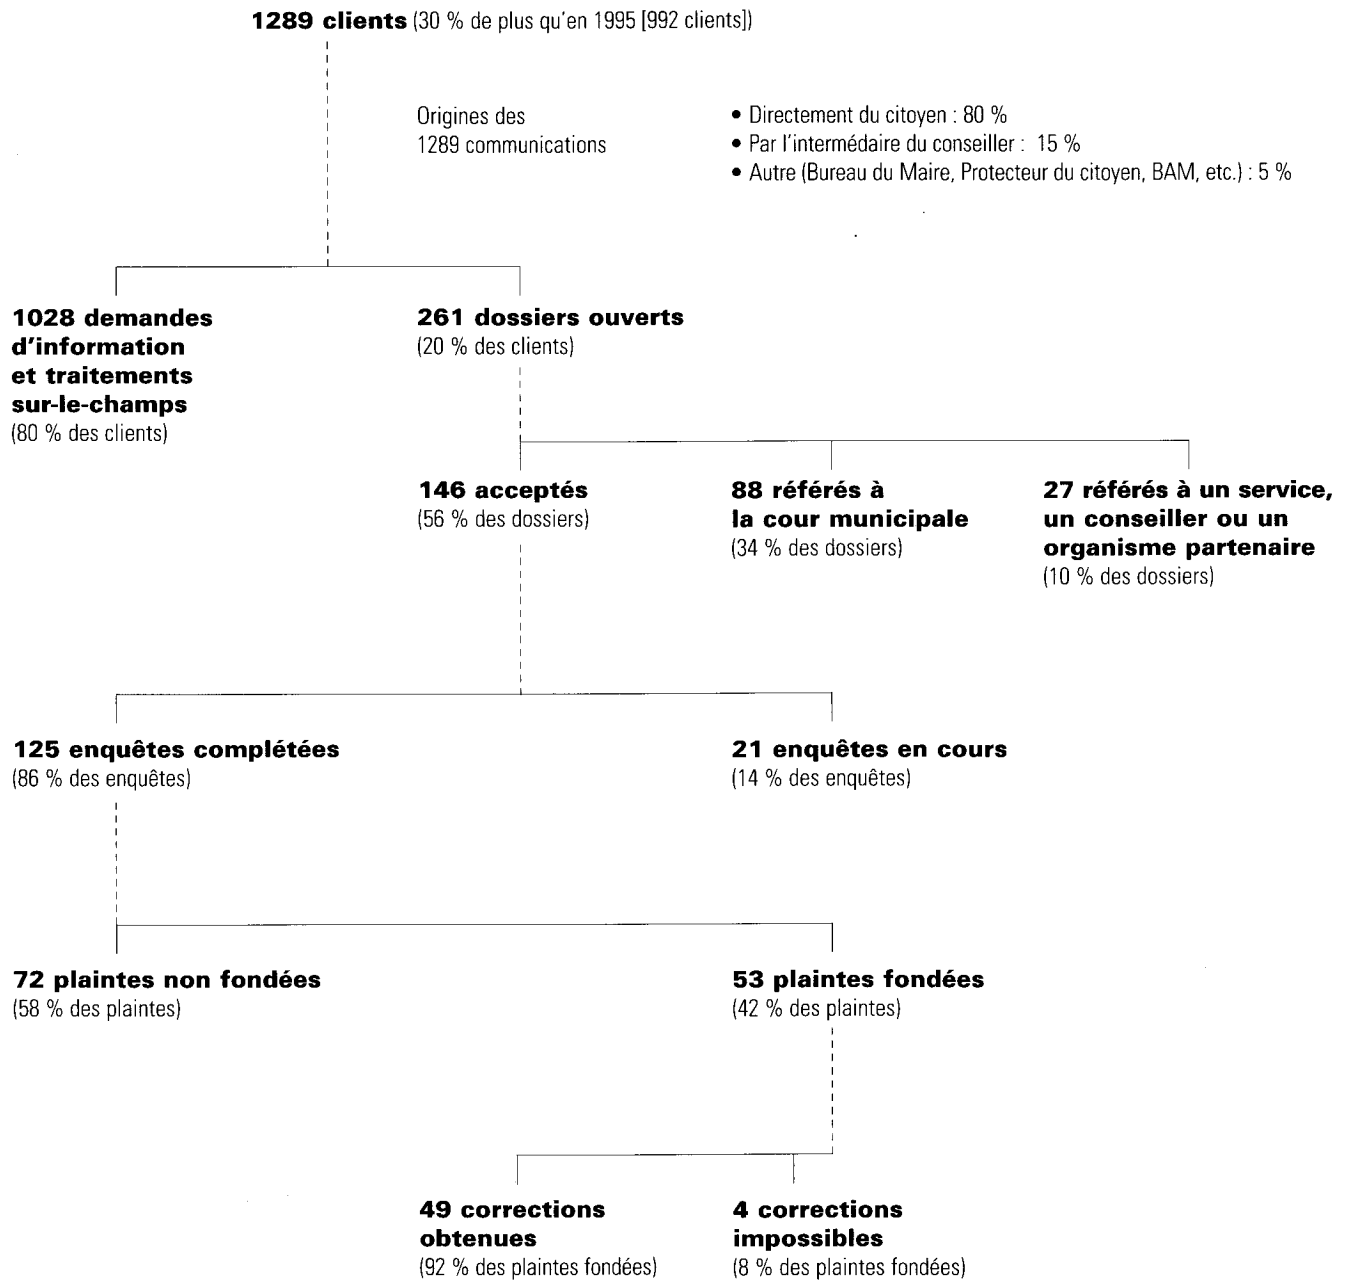 1289 clients (30 % de plus qu'en 1995 [992 clients])
Origines des
1289 communications
• Directement du citoyen : 80 %
• Par l'intermédaire du conseiller : 15 %
• Autre (Bureau du Maire, Protecteur du citoyen, BAM, etc.) : 5 %
1028 demandes
d'information
et traitements
sur-le-champs
(80 % des clients)
261 dossiers ouverts
(20 % des clients)
146 acceptés
(56 % des dossiers)
88 référés à
la cour municipale
(34 % des dossiers)
27 référés à un service,
un conseiller ou un
organisme partenaire
(10 % des dossiers)
125 enquêtes complétées
(86 % des enquêtes)
21 enquêtes en cours
(14 % des enquêtes)
72 plaintes non fondées
(58 % des plaintes)
53 plaintes fondées
(42 % des plaintes)
49 corrections
obtenues
(92 % des plaintes fondées)
4 corrections
impossibles
(8 % des plaintes fondées)